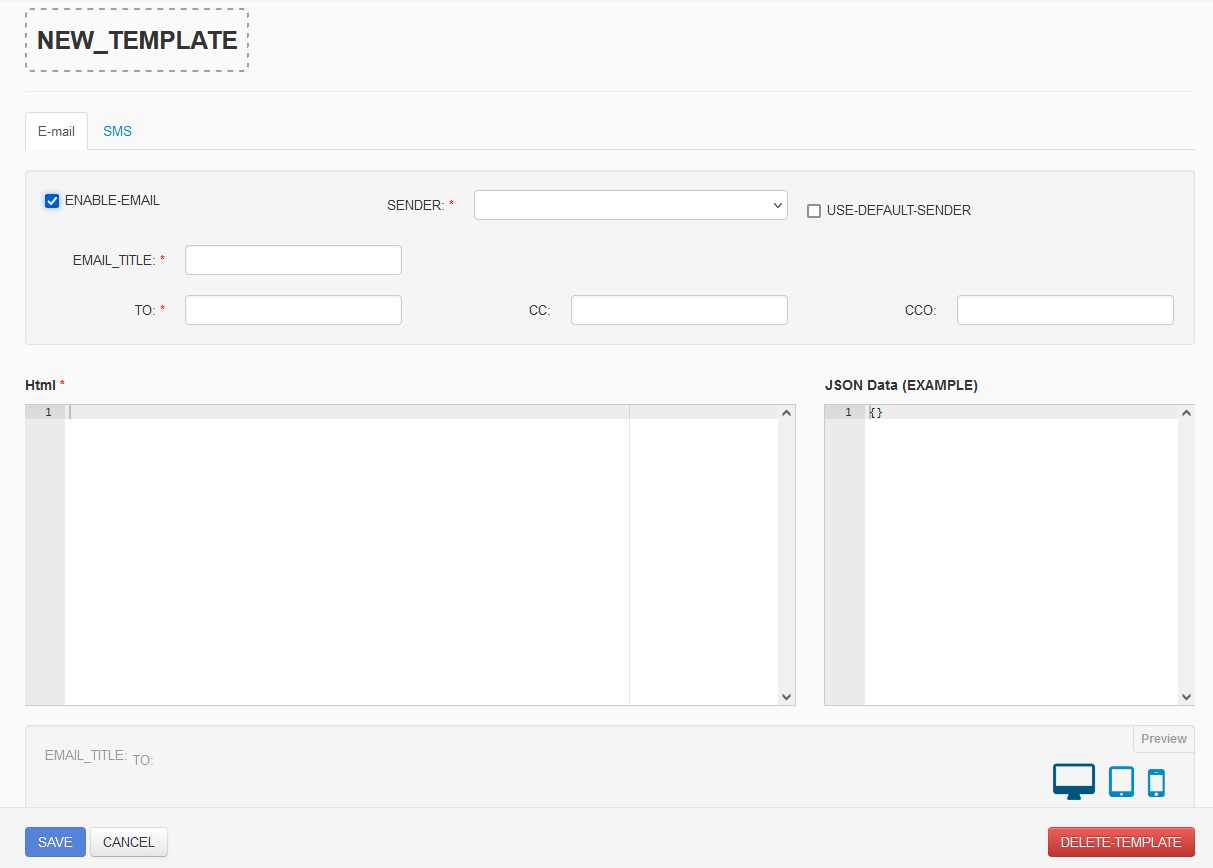 NEW_TEMPLATE
E-mail SMS
ENABLE-EMAIL SENDER: * USE-DEFAULT-SENDER
EMAIL_TITLE: *
TO: * CC: CCO:
Html * JSON Data (EXAMPLE)
1 1 {}
Preview
EMAIL_TITLE: TO:
SAVE CANCEL DELETE-TEMPLATE